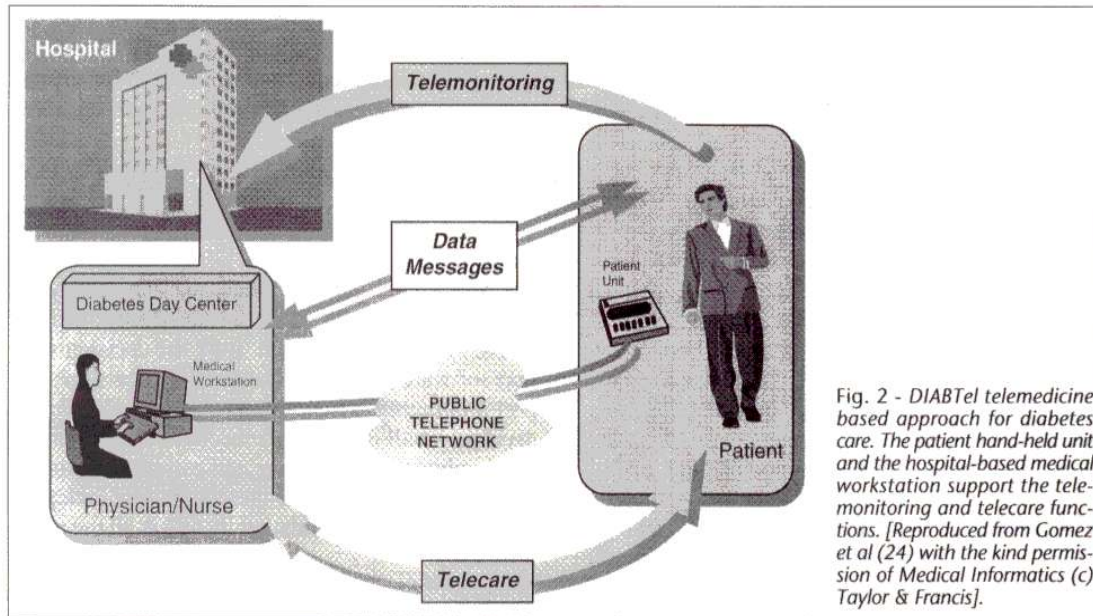 Hospital
Telemonitoring
Data
Messages
Patient
Unit
Diabetes Day Center
Medical
Workstation
PUBLIC
TELEPHONE
NETWORK
Patient
Physician/Nurse
Telecare
Fig. 2 - DIABTel telemedicine
based approach for diabetes
care. The patient hand-held unit
and the hospital-based medical
workstation support the tele-
monitoring and telecare func-
tions. [Reproduced from Gomez
et al (24) with the kind permis-
sion of Medical Informatics (c)
Taylor & Francis].